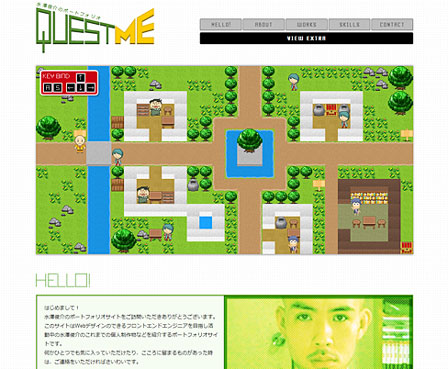 水澤俊介のポートフォリオ
QUESTME
HELLO!
ABOUT
WORKS
SKILLS
CONTACT
VIEW EXTRA
KEY BIND ↑
A S ← ↓ →
HELLO!
はじめまして!
水澤俊介のポートフォリオサイトをご訪問いただきありがとうございます。
このサイトはWebデザインのできるフロントエンドエンジニアを目指し活
動中の水澤俊介のこれまでの個人制作物などを紹介するポートフォリオサイ
トです。
何かひとつでも気に入っていただけたり、こころに留まるものがあった時
は、ご連絡をいただければさいわいです。